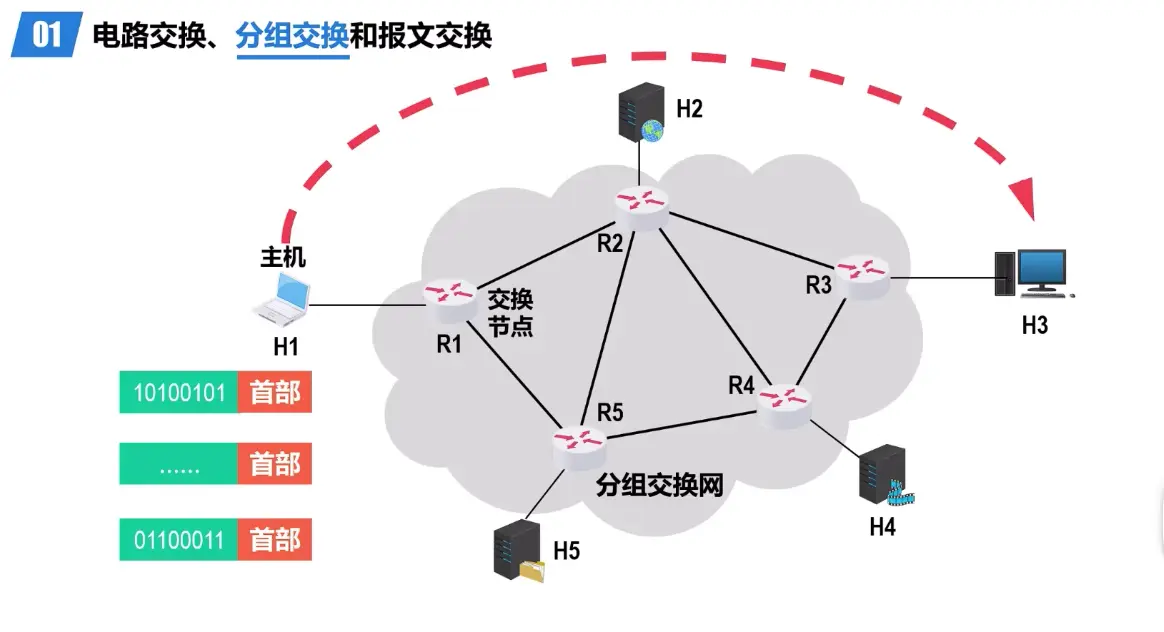 01 电路交换、分组交换和报文交换
H2
主机
R2
R3
交换
节点
H1
R1
H3
10100101 首部
R4
R5
...... 首部
分组交换网
H4
01100011 首部
H5